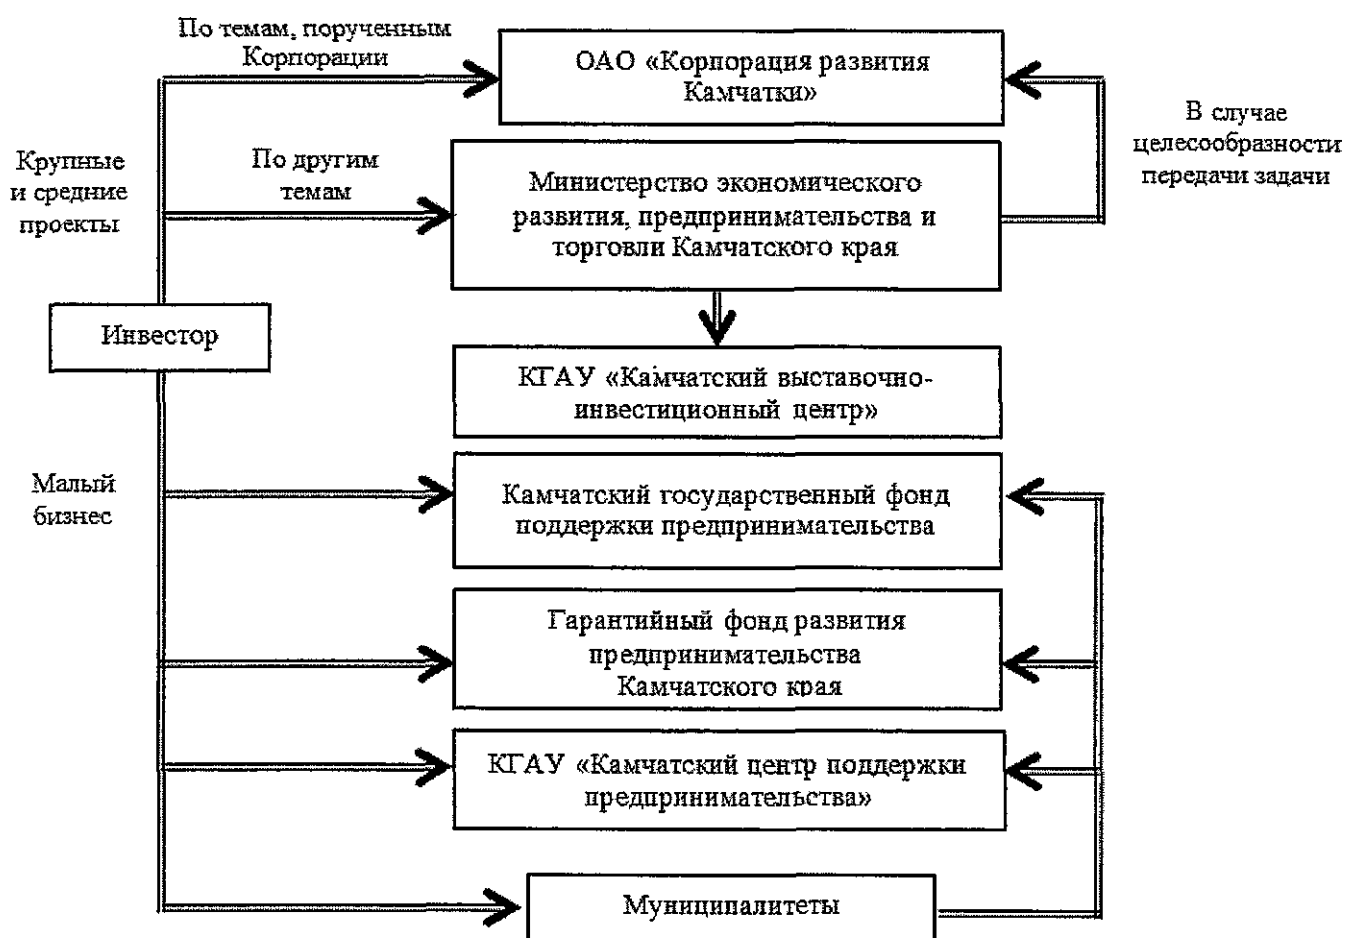 По темам, порученным
Корпорации
ОАО «Корпорация развития
Камчатки»
В случае
целесообразности
передачи задачи
Крупные
и средние
проекты
По другим
темам
Министерство экономического
развития, предпринимательства и
торговли Камчатского края
Инвестор
КГАУ «Камчатский выставочно-
инвестиционный центр»
Малый
бизнес
Камчатский государственный фонд
поддержки предпринимательства
Гарантийный фонд развития
предпринимательства
Камчатского края
КГАУ «Камчатский центр поддержки
предпринимательства»
Муниципалитеты